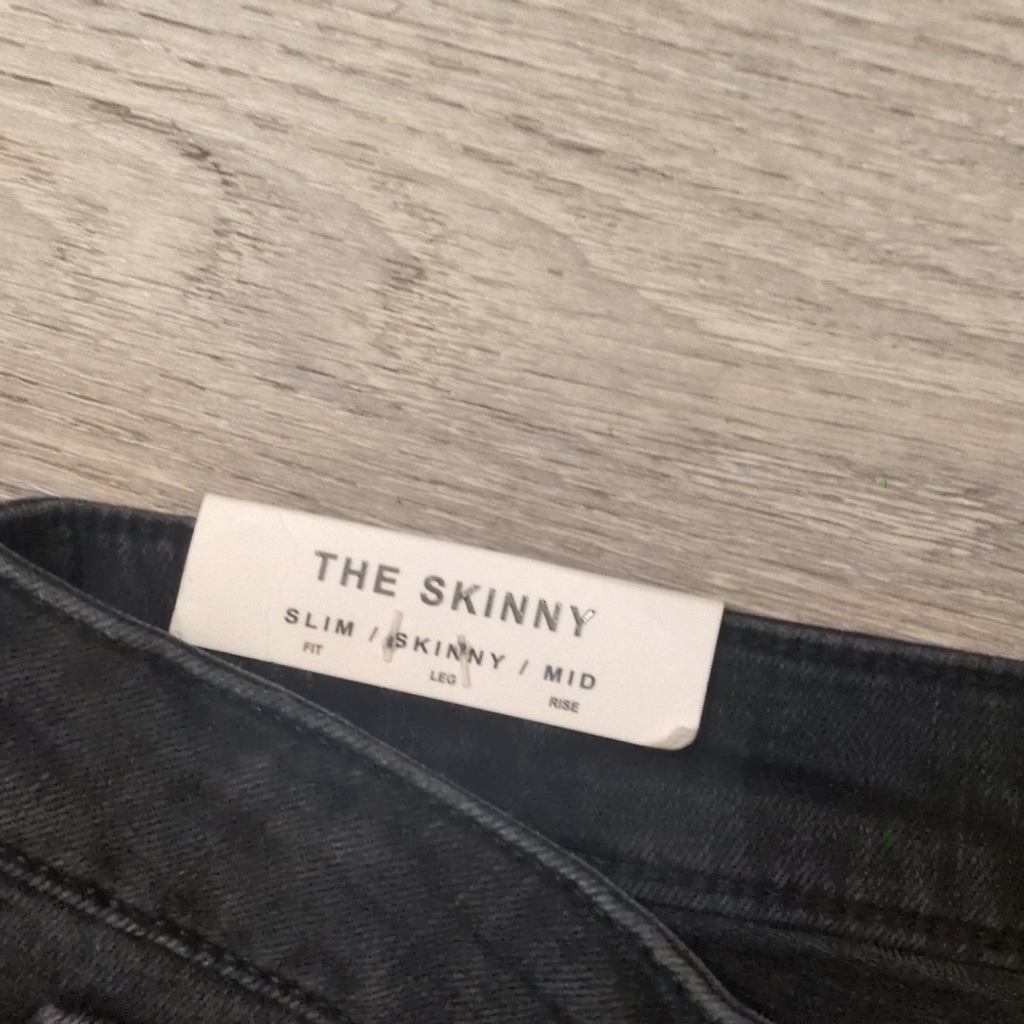 THE SKINNY
SLIM / SKINNY / MID
FIT LEG RISE